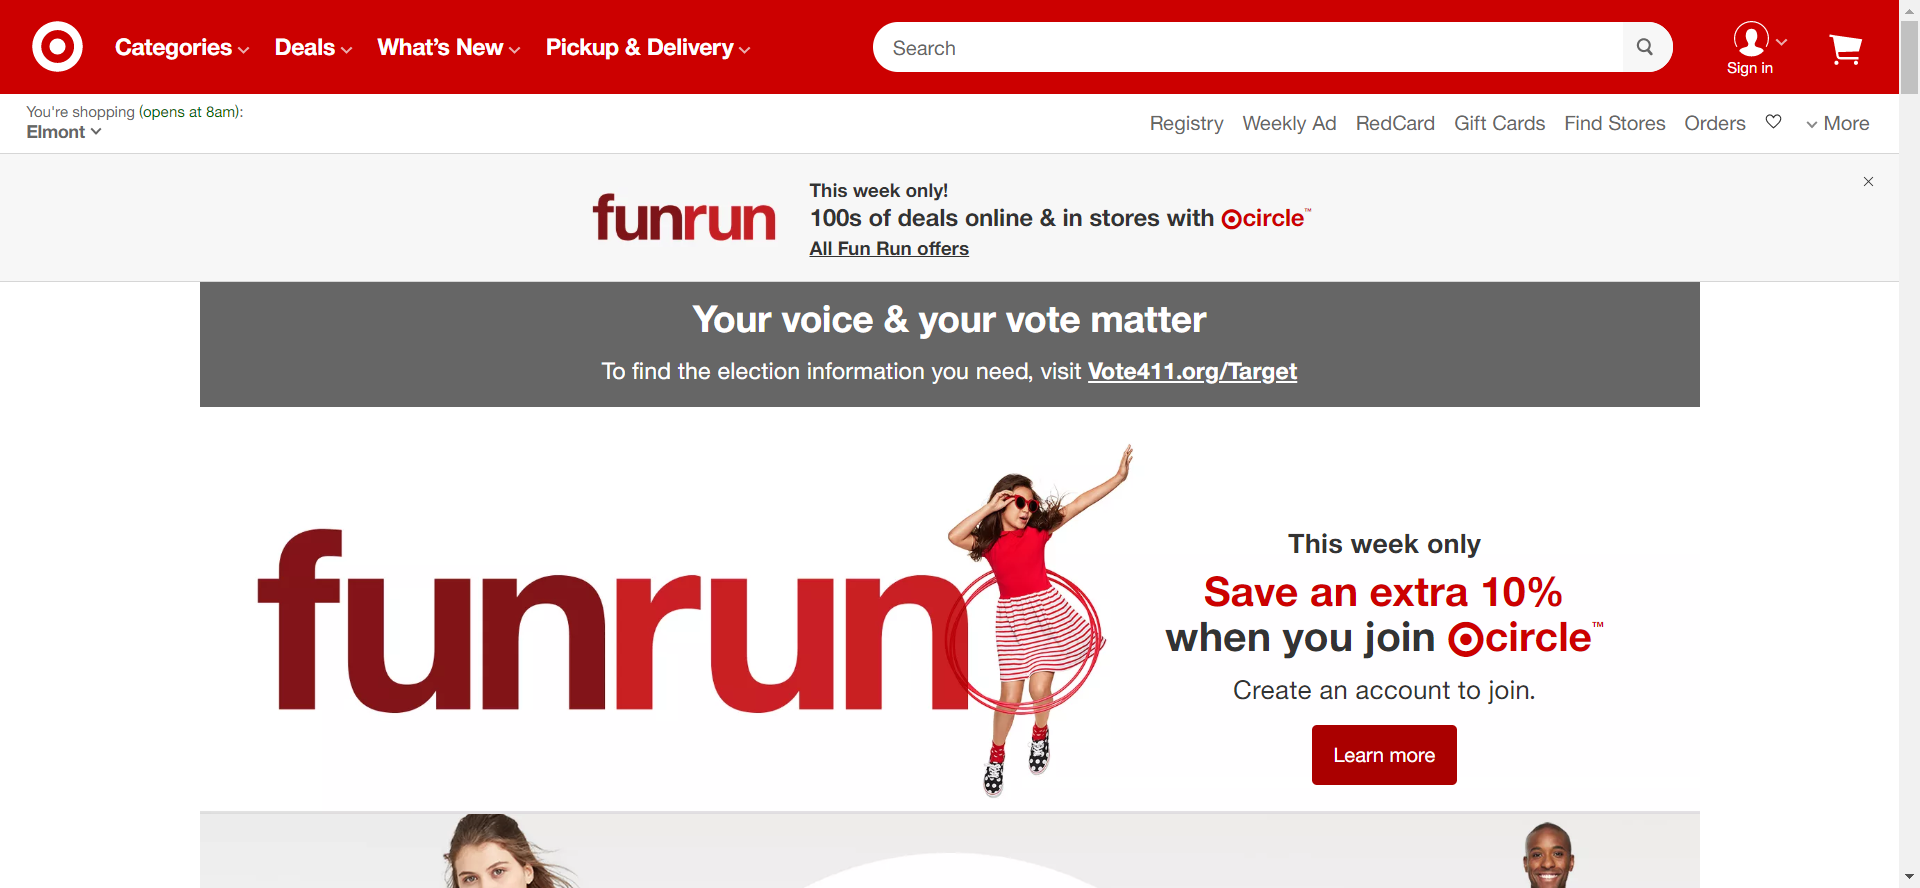 Categories Deals What's New Pickup & Delivery
Search
Sign in
You're shopping (opens at 8am):
Elmont
Registry Weekly Ad RedCard Gift Cards Find Stores Orders More
funrun
This week only!
100s of deals online & in stores with circle™
All Fun Run offers
Your voice & your vote matter
To find the election information you need, visit Vote411.org/Target
funrun
This week only
Save an extra 10%
when you join circle™
Create an account to join.
Learn more